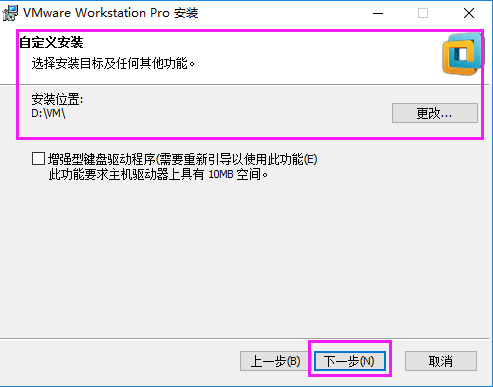 VMware Workstation Pro 安装
自定义安装
选择安装目标及任何其他功能。
安装位置:
D:\VM\
更改...
增强型键盘驱动程序(需要重新引导以使用此功能(E)
此功能要求主机驱动器上具有 10MB 空间。
上一步(B)
下一步(N)
取消